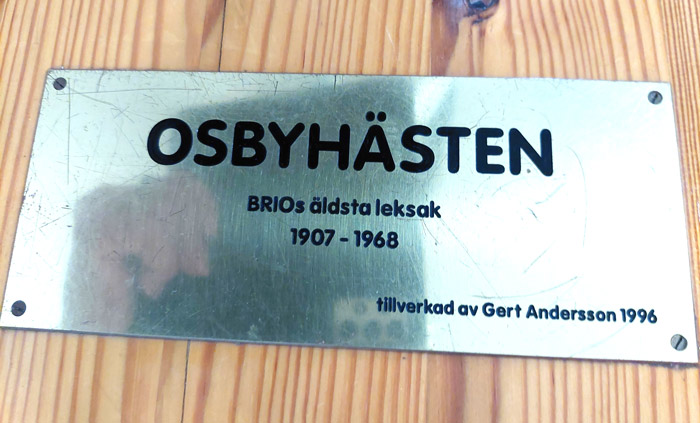 OSBYHÄSTEN
BRIOs äldsta leksak
1907 - 1968
tillverkad av Gert Andersson 1996